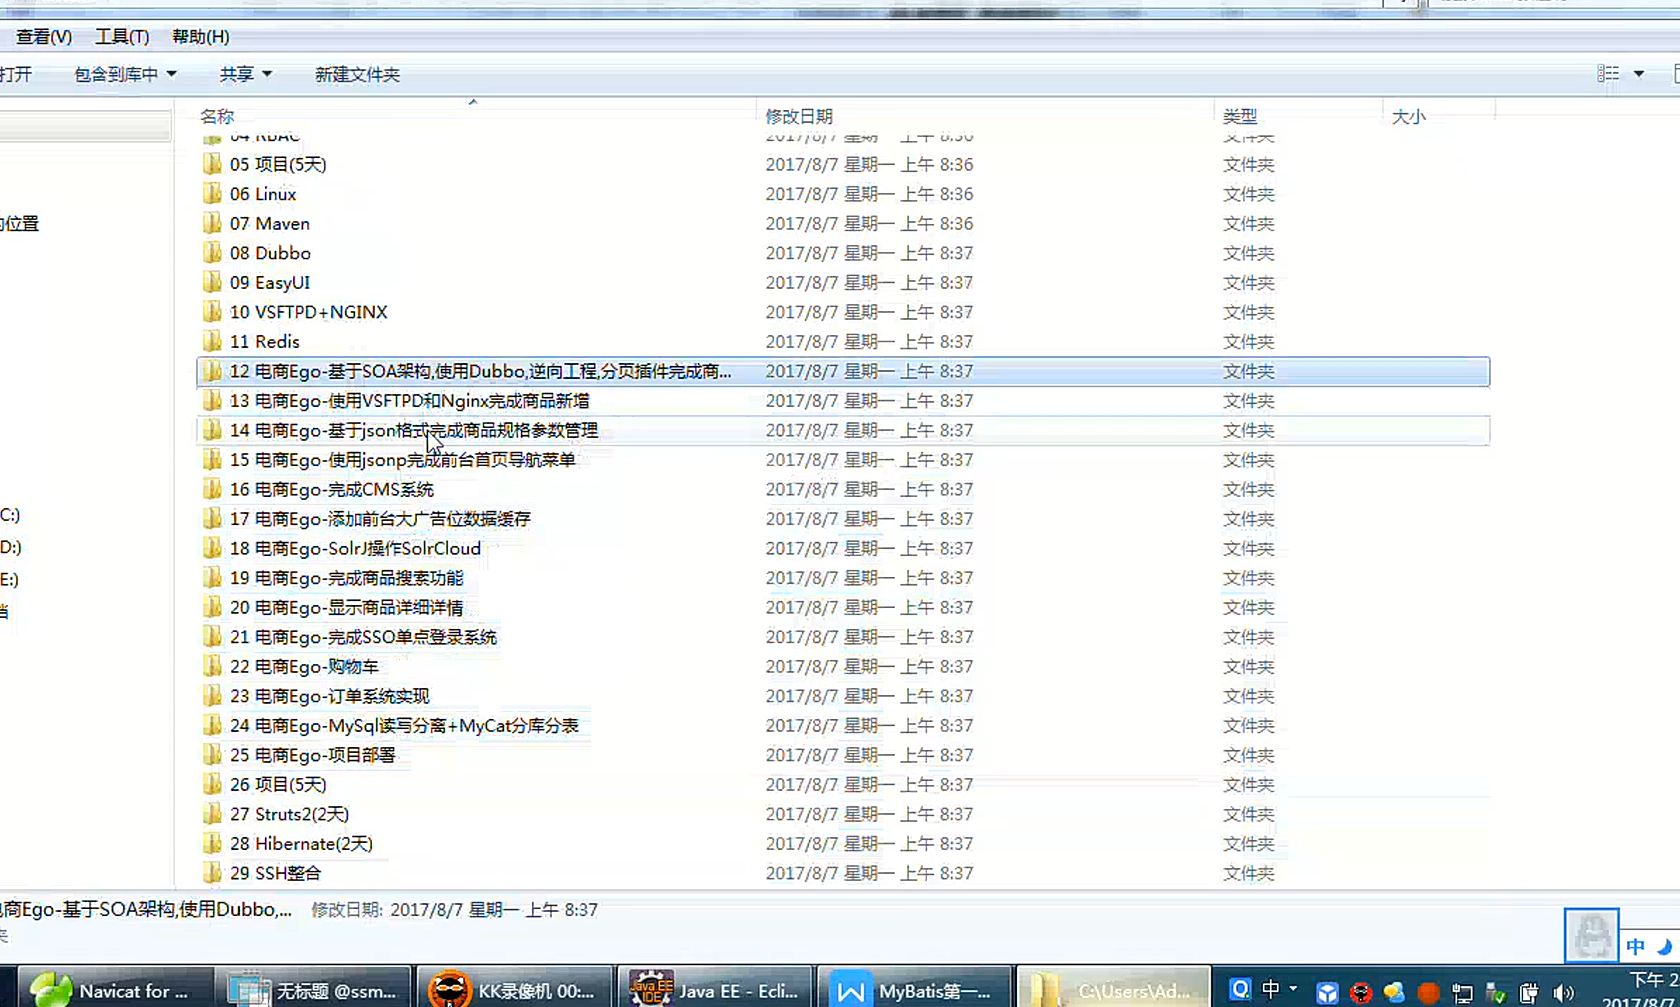 查看(V) 工具(T) 帮助(H)
打开 包含到库中 共享 新建文件夹
名称 修改日期 类型 大小
04 RBAC 2017/8/7 星期一 上午 8:36 文件夹
05 项目(5天) 2017/8/7 星期一 上午 8:36 文件夹
06 Linux 2017/8/7 星期一 上午 8:36 文件夹
07 Maven 2017/8/7 星期一 上午 8:36 文件夹
的位置
08 Dubbo 2017/8/7 星期一 上午 8:37 文件夹
09 EasyUI 2017/8/7 星期一 上午 8:37 文件夹
10 VSFTPD+NGINX 2017/8/7 星期一 上午 8:37 文件夹
11 Redis 2017/8/7 星期一 上午 8:37 文件夹
12 电商Ego-基于SOA架构,使用Dubbo,逆向工程,分页插件完成商... 2017/8/7 星期一 上午 8:37 文件夹
13 电商Ego-使用VSFTPD和Nginx完成商品新增 2017/8/7 星期一 上午 8:37 文件夹
14 电商Ego-基于json格式完成商品规格参数管理 2017/8/7 星期一 上午 8:37 文件夹
15 电商Ego-使用jsonp完成前台首页导航菜单 2017/8/7 星期一 上午 8:37 文件夹
16 电商Ego-完成CMS系统 2017/8/7 星期一 上午 8:37 文件夹
C:)
17 电商Ego-添加前台大广告位数据缓存 2017/8/7 星期一 上午 8:37 文件夹
D:)
18 电商Ego-SolrJ操作SolrCloud 2017/8/7 星期一 上午 8:37 文件夹
E:)
19 电商Ego-完成商品搜素功能 2017/8/7 星期一 上午 8:37 文件夹
20 电商Ego-显示商品详细详情 2017/8/7 星期一 上午 8:37 文件夹
21 电商Ego-完成SSO单点登录系统 2017/8/7 星期一 上午 8:37 文件夹
22 电商Ego-购物车 2017/8/7 星期一 上午 8:37 文件夹
23 电商Ego-订单系统实现 2017/8/7 星期一 上午 8:37 文件夹
24 电商Ego-MySql读写分离+MyCat分库分表 2017/8/7 星期一 上午 8:37 文件夹
25 电商Ego-项目部署 2017/8/7 星期一 上午 8:37 文件夹
26 项目(5天) 2017/8/7 星期一 上午 8:37 文件夹
27 Struts2(2天) 2017/8/7 星期一 上午 8:37 文件夹
28 Hibernate(2天) 2017/8/7 星期一 上午 8:37 文件夹
29 SSH整合 2017/8/7 星期一 上午 8:37 文件夹
电商Ego-基于SOA架构,使用Dubbo,... 修改日期: 2017/8/7 星期一 上午 8:37
中
Navicat for ... 无标题 @ssm... KK录像机 00:... Java EE - Ecli... MyBatis第一... C:\Users\Ad... 中 下午 2
2017/8/